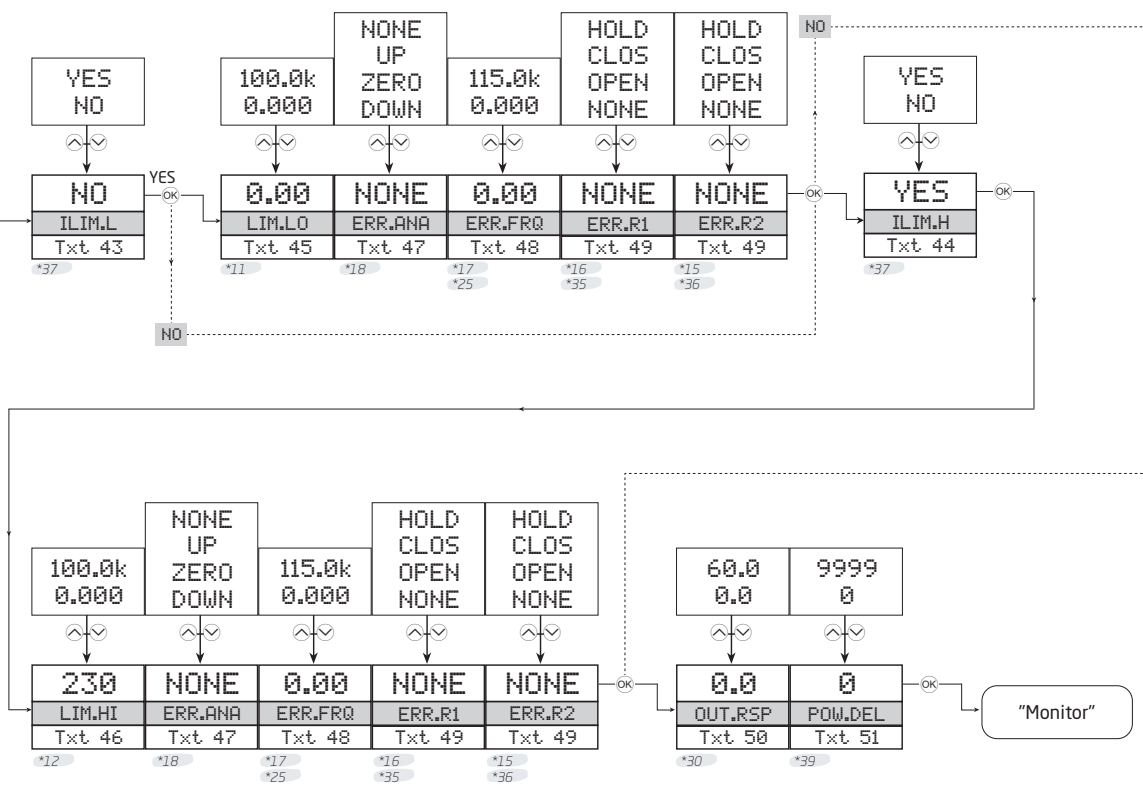 NO
NONE
UP
ZERO
DOWN
HOLD
CLOS
OPEN
NONE
HOLD
CLOS
OPEN
NONE
YES
NO
100.0k
0.000
115.0k
0.000
YES
NO
YES
OK
NO
ILIM.L
Txt 43
*37
0.00
LIM.LO
Txt 45
*11
NONE
ERR.ANA
Txt 47
*18
0.00
ERR.FRQ
Txt 48
*17
*25
NONE
ERR.R1
Txt 49
*16
*35
NONE
ERR.R2
Txt 49
*15
*36
OK
YES
ILIM.H
Txt 44
*37
OK
NO
100.0k
0.000
NONE
UP
ZERO
DOWN
115.0k
0.000
HOLD
CLOS
OPEN
NONE
HOLD
CLOS
OPEN
NONE
60.0
0.0
9999
0
230
LIM.HI
Txt 46
*12
NONE
ERR.ANA
Txt 47
*18
0.00
ERR.FRQ
Txt 48
*17
*25
NONE
ERR.R1
Txt 49
*16
*35
NONE
ERR.R2
Txt 49
*15
*36
OK
0.0
OUT.RSP
Txt 50
*30
0
POW.DEL
Txt 51
*39
OK
"Monitor"